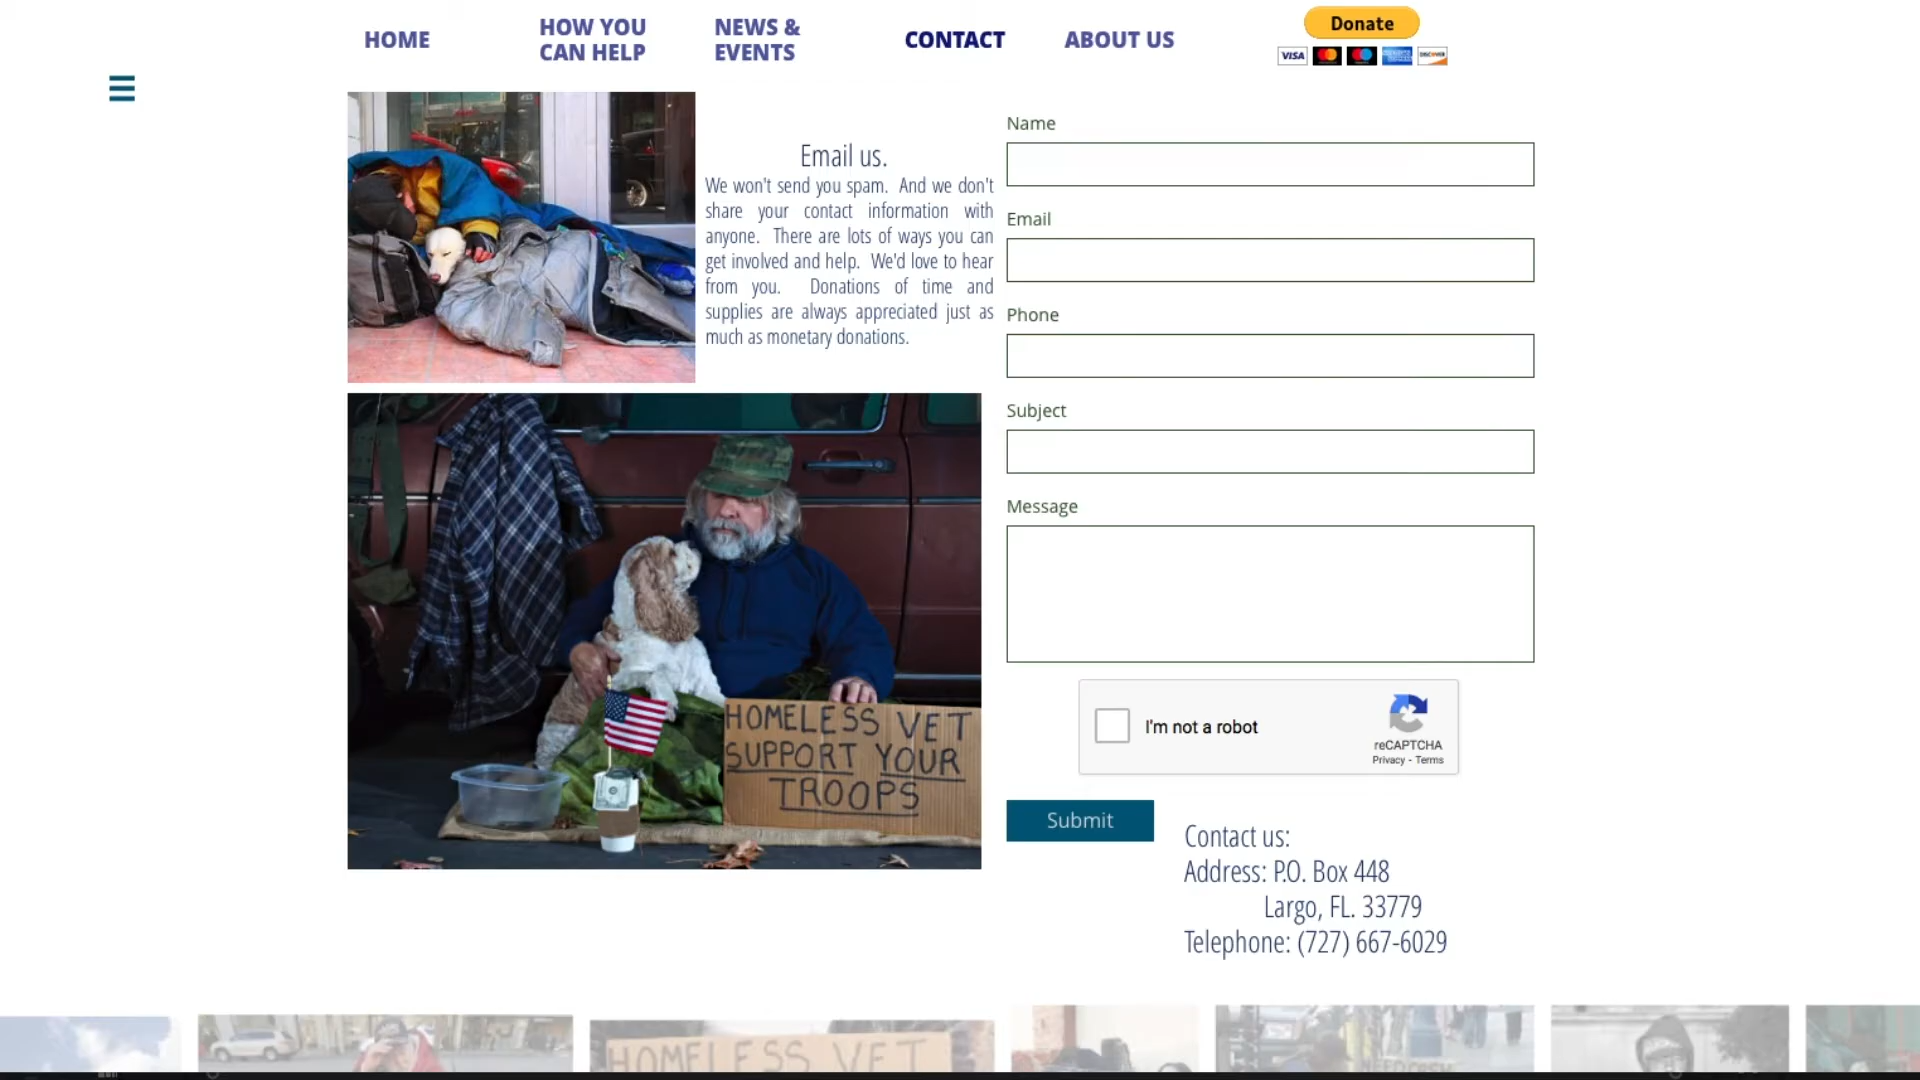 HOME
HOW YOU
CAN HELP
NEWS &
EVENTS
CONTACT
ABOUT US
Donate
VISA
DISCOVER
Email us.
We won't send you spam. And we don't
share your contact information with
anyone. There are lots of ways you can
get involved and help. We'd love to hear
from you. Donations of time and
supplies are always appreciated just as
much as monetary donations.
HOMELESS VET
SUPPORT YOUR
TROOPS
Name
Email
Phone
Subject
Message
I'm not a robot
reCAPTCHA
Privacy - Terms
Submit
Contact us:
Address: P.O. Box 448
Largo, FL. 33779
Telephone: (727) 667-6029
HOMELESS VET